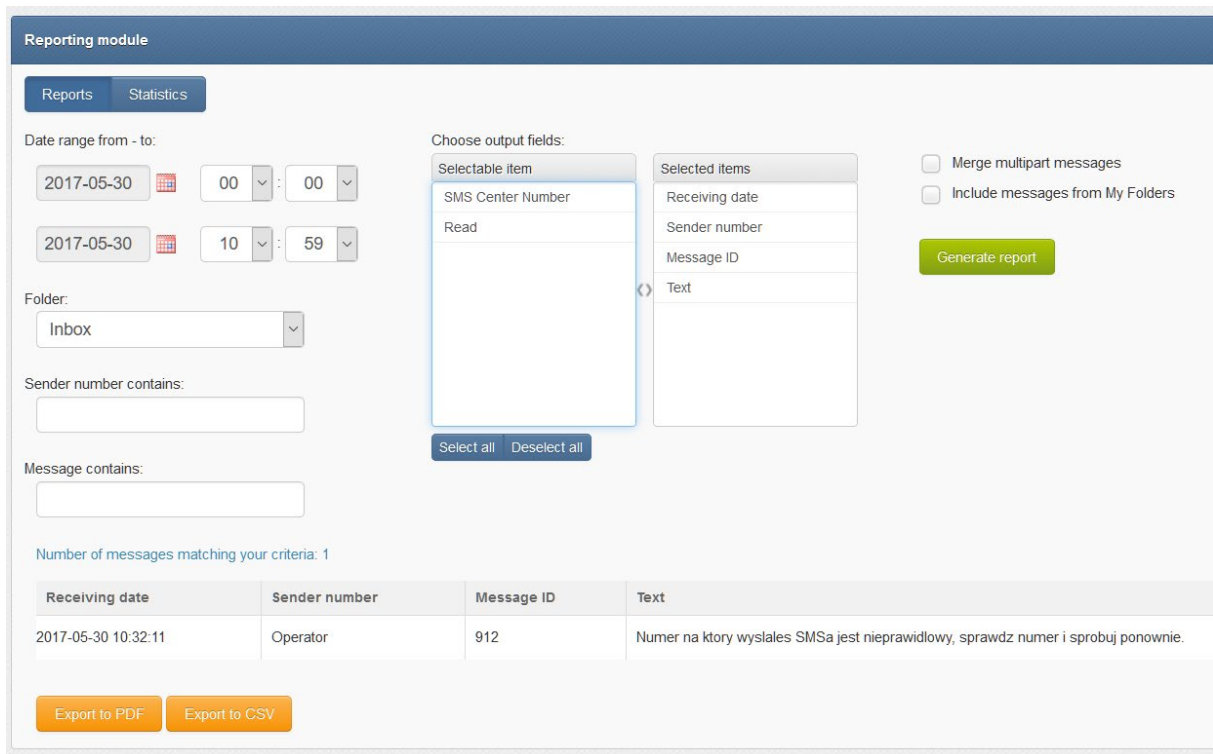 Reporting module
Reports Statistics
Date range from - to:
2017-05-30 00 : 00
2017-05-30 10 : 59
Folder:
Inbox
Sender number contains:
Message contains:
Choose output fields:
Selectable item
SMS Center Number
Read
Selected items
Receiving date
Sender number
Message ID
Text
Select all Deselect all
Merge multipart messages
Include messages from My Folders
Generate report
Number of messages matching your criteria: 1
Receiving date Sender number Message ID Text
2017-05-30 10:32:11 Operator 912 Numer na ktory wyslales SMSa jest nieprawidlowy, sprawdz numer i sprobuj ponownie.
Export to PDF Export to CSV